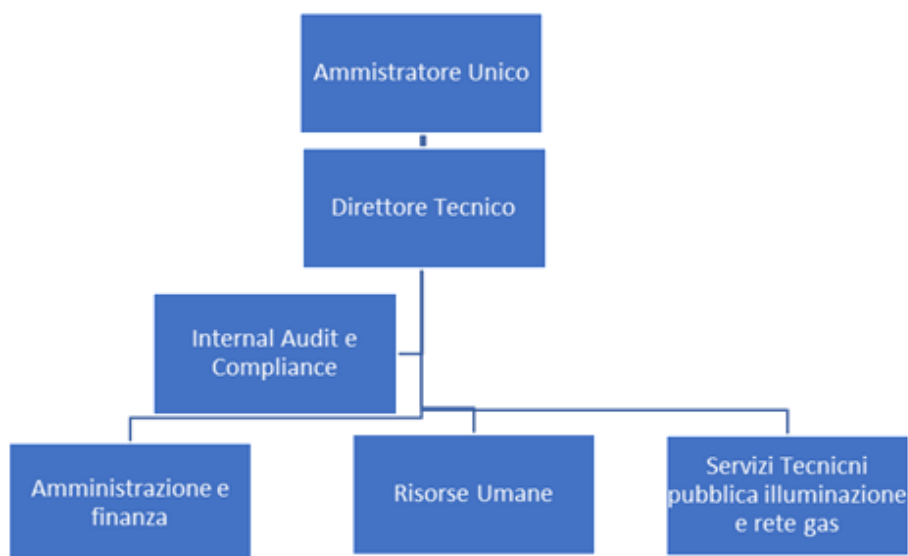 Ammistratore Unico
Direttore Tecnico
Internal Audit e
Compliance
Amministrazione e
finanza
Risorse Umane
Servizi Tecnicni
pubblica illuminazione
e rete gas